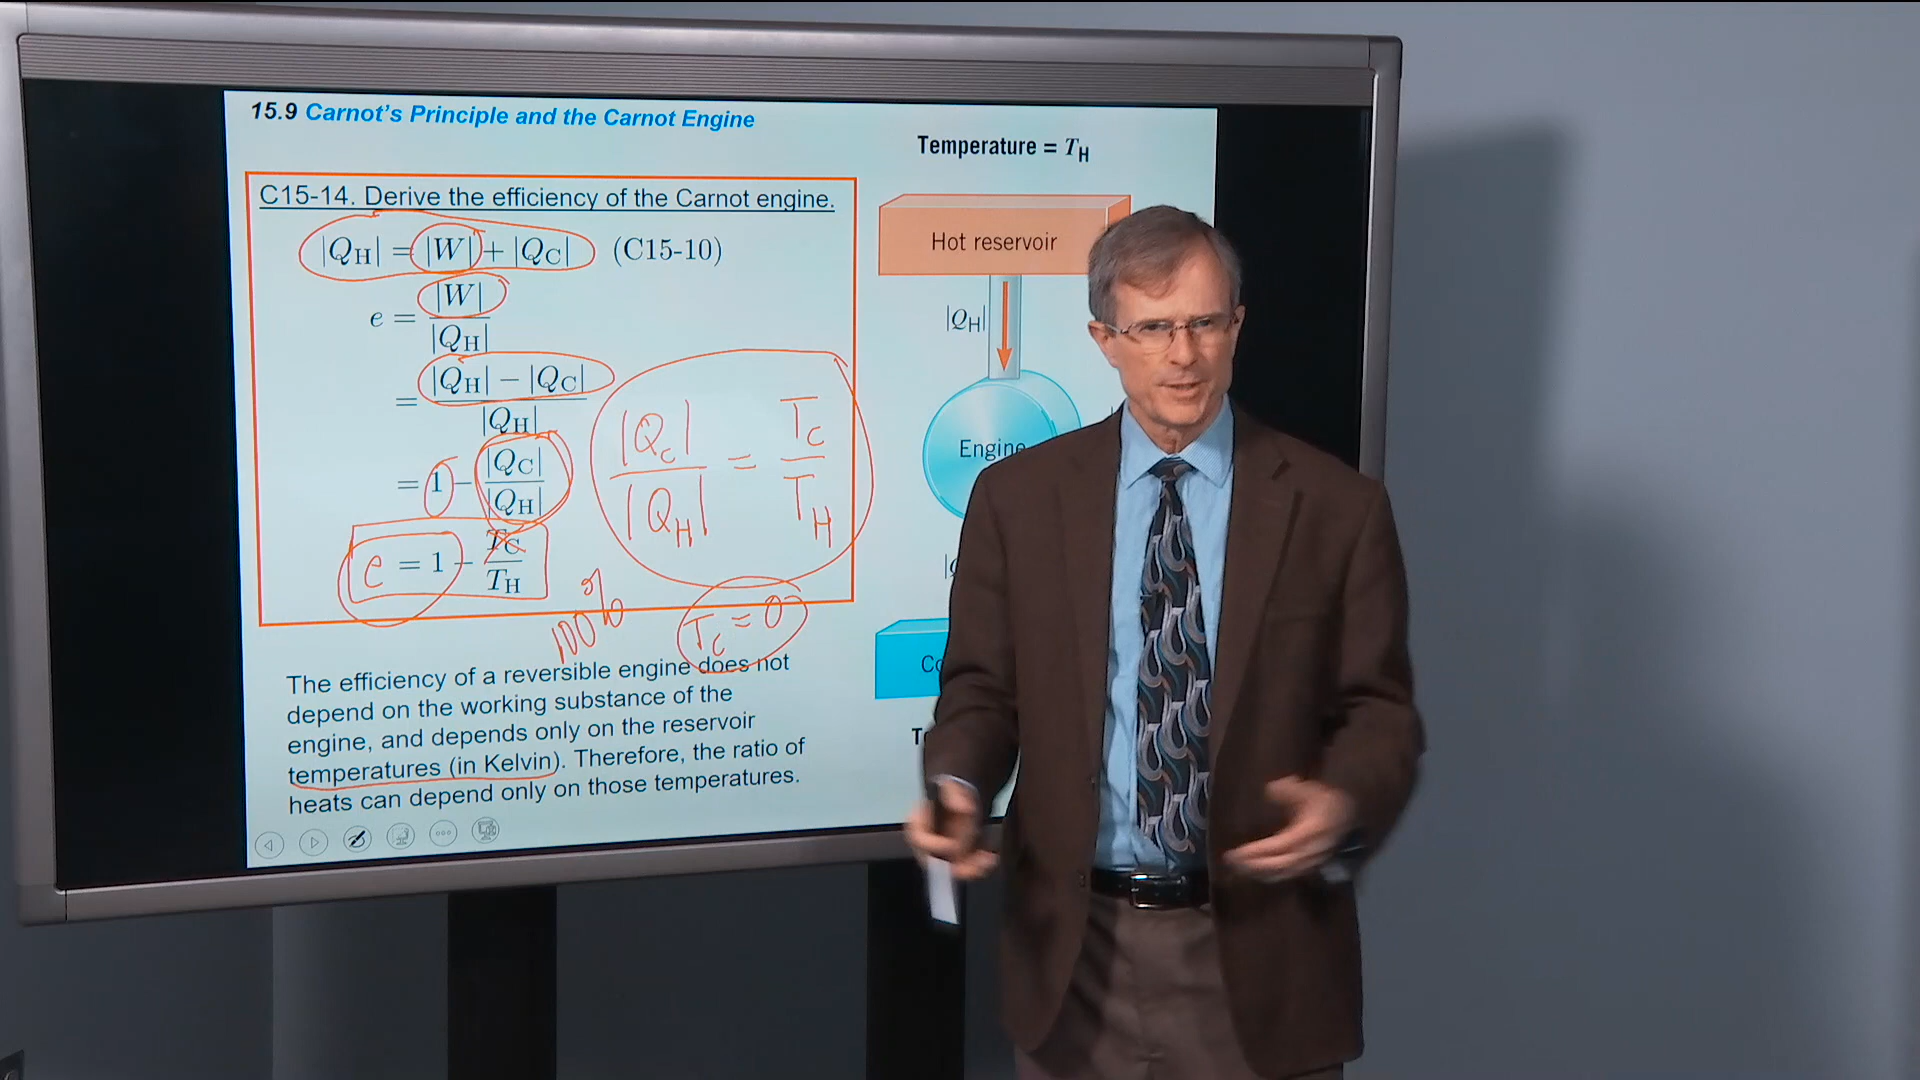 15.9 Carnot's Principle and the Carnot Engine
Temperature = T_H
C15-14. Derive the efficiency of the Carnot engine.
|Q_H| = |W| + |Q_C| (C15-10)
e = |W| / |Q_H|
= |Q_H| − |Q_C| / |Q_H|
= 1 − |Q_C| / |Q_H|
e = 1 − T_C / T_H
|Q_C| / |Q_H| = T_C / T_H
100%
T_C = 0
The efficiency of a reversible engine does not
depend on the working substance of the
engine, and depends only on the reservoir
temperatures (in Kelvin). Therefore, the ratio of
heats can depend only on those temperatures.
Hot reservoir
|Q_H|
Engine